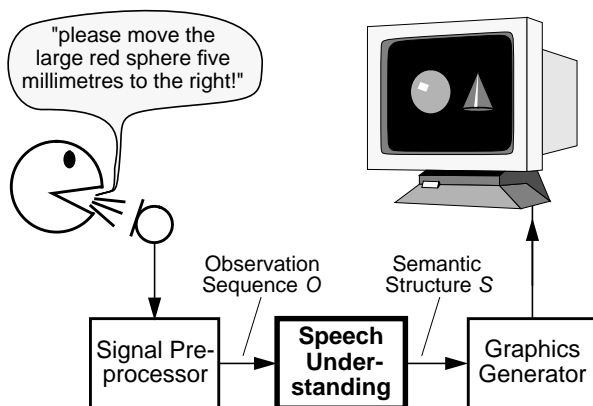 "please move the
large red sphere five
millimetres to the right!"
Observation
Sequence O
Semantic
Structure S
Signal Pre-
processor
Speech
Under-
standing
Graphics
Generator